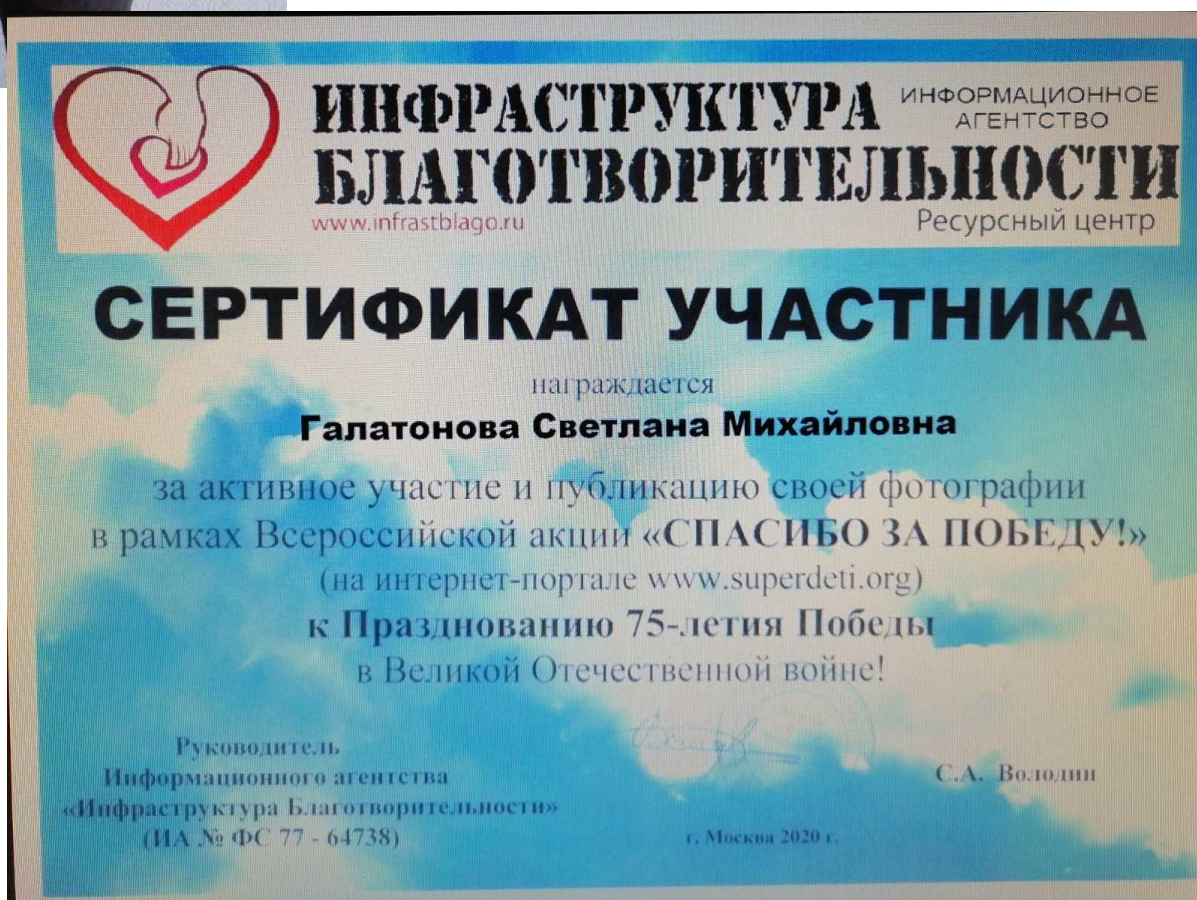 ИНФРАСТРУКТУРА
ИНФОРМАЦИОННОЕ
АГЕНТСТВО
БЛАГОТВОРИТЕЛЬНОСТИ
www.infrastblago.ru
Ресурсный центр
СЕРТИФИКАТ УЧАСТНИКА
награждается
Галатонова Светлана Михайловна
за активное участие и публикацию своей фотографии
в рамках Всероссийской акции «СПАСИБО ЗА ПОБЕДУ!»
(на интернет-портале www.superdeti.org)
к Празднованию 75-летия Победы
в Великой Отечественной войне!
Руководитель
Информационного агентства
«Инфраструктура Благотворительности»
(ИА № ФС 77 - 64738)
С.А. Володин
г. Москва 2020 г.